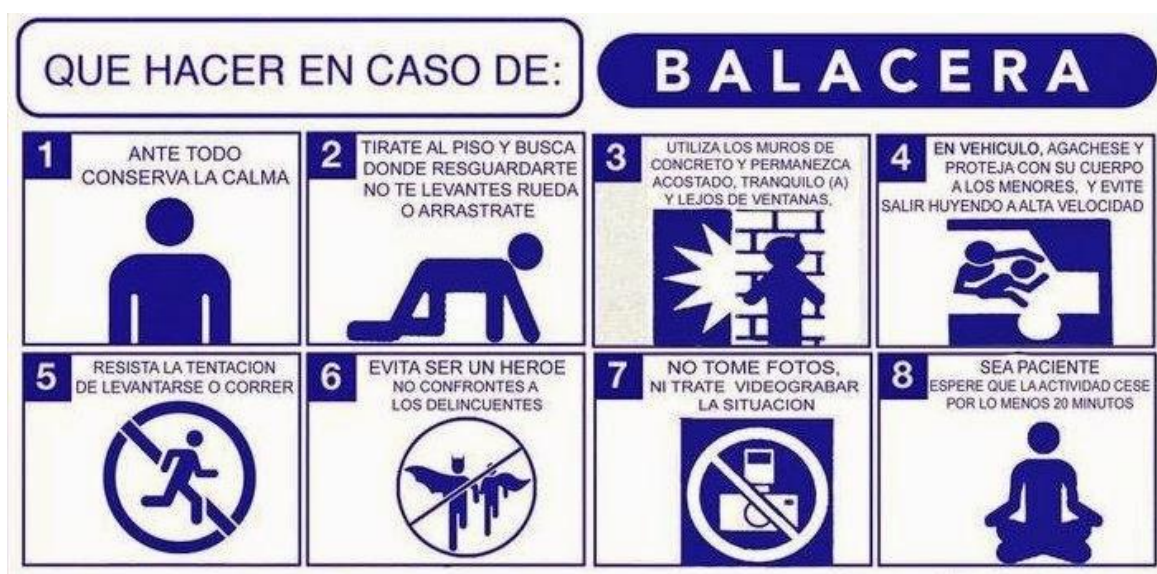 QUE HACER EN CASO DE:
BALACERA
1
ANTE TODO
CONSERVA LA CALMA
2
TIRATE AL PISO Y BUSCA
DONDE RESGUARDARTE
NO TE LEVANTES RUEDA
O ARRASTRATE
3
UTILIZA LOS MUROS DE
CONCRETO Y PERMANEZCA
ACOSTADO, TRANQUILO (A)
Y LEJOS DE VENTANAS,
4
EN VEHICULO, AGACHESE Y
PROTEJA CON SU CUERPO
A LOS MENORES, Y EVITE
SALIR HUYENDO A ALTA VELOCIDAD
5
RESISTA LA TENTACION
DE LEVANTARSE O CORRER
6
EVITA SER UN HEROE
NO CONFRONTES A
LOS DELINCUENTES
7
NO TOME FOTOS,
NI TRATE VIDEOGRABAR
LA SITUACION
8
SEA PACIENTE
ESPERE QUE LA ACTIVIDAD CESE
POR LO MENOS 20 MINUTOS